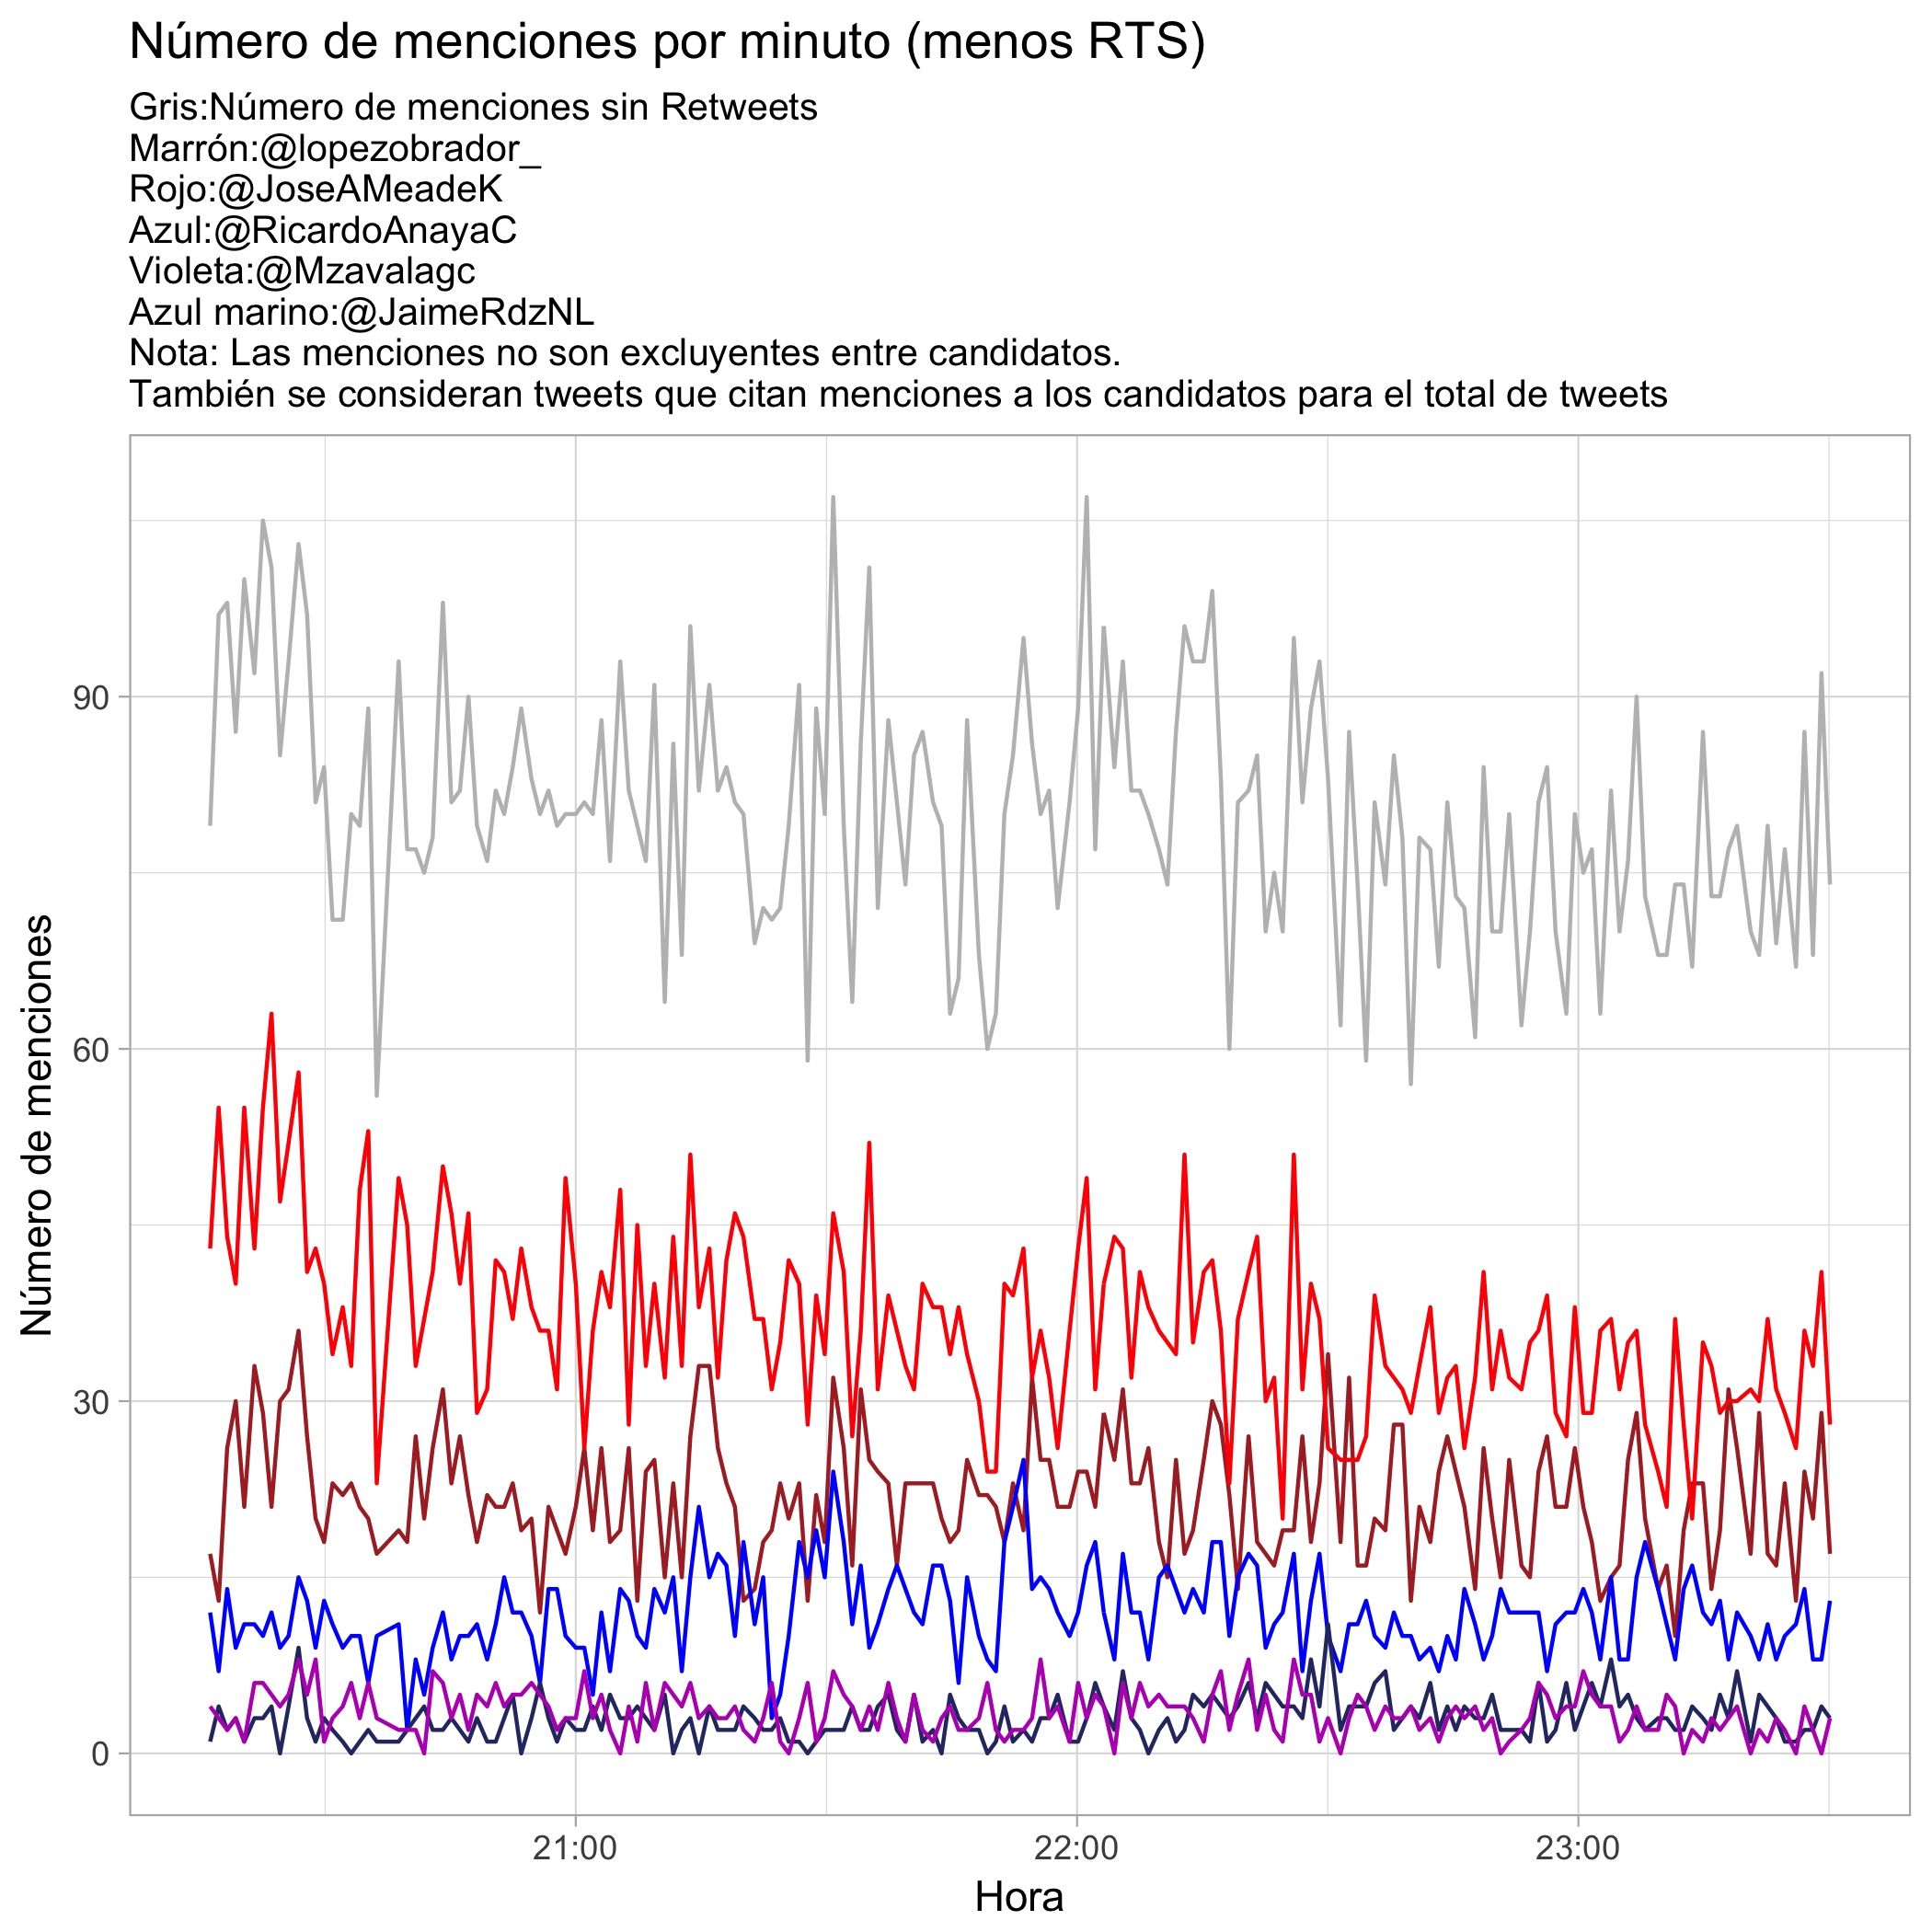 Número de menciones por minuto (menos RTS)
Gris:Número de menciones sin Retweets
Marrón:@lopezobrador_
Rojo:@JoseAMeadeK
Azul:@RicardoAnayaC
Violeta:@Mzavalagc
Azul marino:@JaimeRdzNL
Nota: Las menciones no son excluyentes entre candidatos.
También se consideran tweets que citan menciones a los candidatos para el total de tweets
Número de menciones
90
60
30
0
21:00
22:00
23:00
Hora